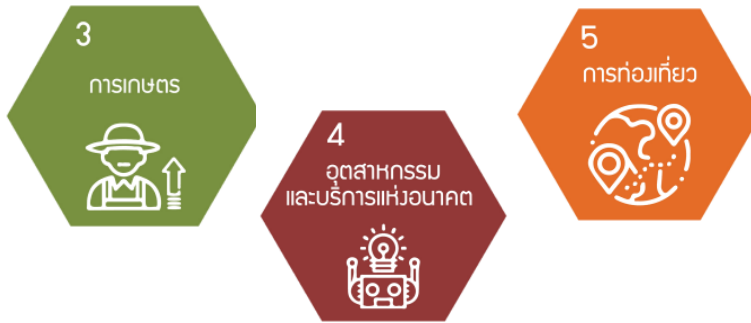 3
การเกษตร
4
อุตสาหกรรม
และบริการแห่งอนาคต
5
การท่องเที่ยว